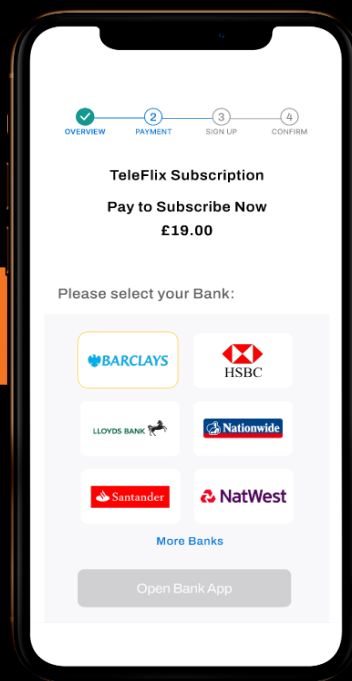 2 3 4
OVERVIEW PAYMENT SIGN UP CONFIRM
TeleFlix Subscription
Pay to Subscribe Now
£19.00
Please select your Bank:
BARCLAYS
HSBC
LLOYDS BANK
Nationwide
Santander
NatWest
More Banks
Open Bank App